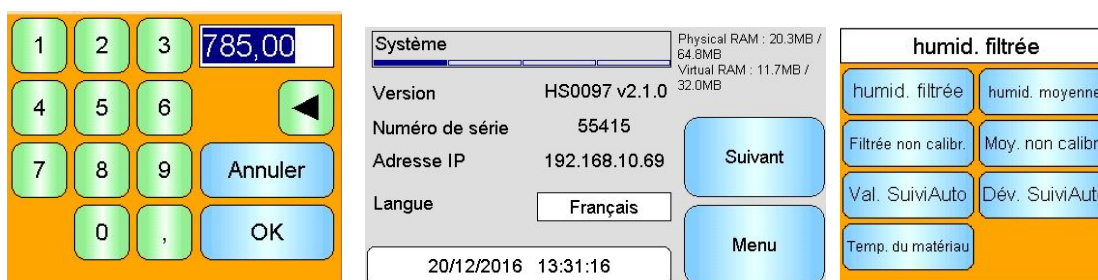 1 2 3 785,00
4 5 6
7 8 9 Annuler
0 , OK
Système
Physical RAM : 20.3MB /
64.8MB
Virtual RAM : 11.7MB /
32.0MB
Version HS0097 v2.1.0
Numéro de série 55415
Adresse IP 192.168.10.69
Langue Français
20/12/2016 13:31:16
Suivant
Menu
humid. filtrée
humid. filtrée humid. moyenne
Filtrée non calibr. Moy. non calibr
Val. SuiviAuto Dév. SuiviAut
Temp. du matériau